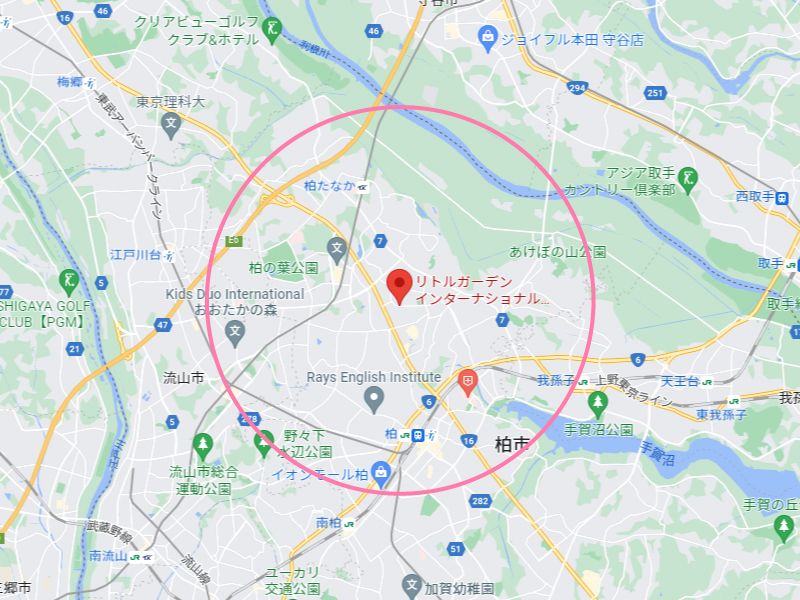 守谷市
46
16
クリアビューゴルフ
クラブ&ホテル
46
ジョイフル本田 守谷店
利根川
梅郷
294
251
東京理科大
東武アーバンパークライン
アジア取手
カントリー倶楽部
柏たなか
西取手
E6
7
江戸川台
柏の葉公園
あけぼの山公園
取手
JR
5
77
リトルガーデン
インターナショナル...
取手緑
SHIGAYA GOLF
CLUB【PGM】
Kids Duo International
おおたかの森
47
7
21
6
流山市
Rays English Institute
我孫子
JR
上野東京ライン
天王台
JR
我孫
JR
東我孫子
6
5
278
手賀沼公園
野々下
水辺公園
柏
JR
16
柏市
手賀沼
流山市総合
運動公園
イオンモール柏
282
手賀の丘
南柏
JR
武蔵野線
51
南流山
JR
流山線
ユーカリ
交通公園
加賀幼稚園
三郷市